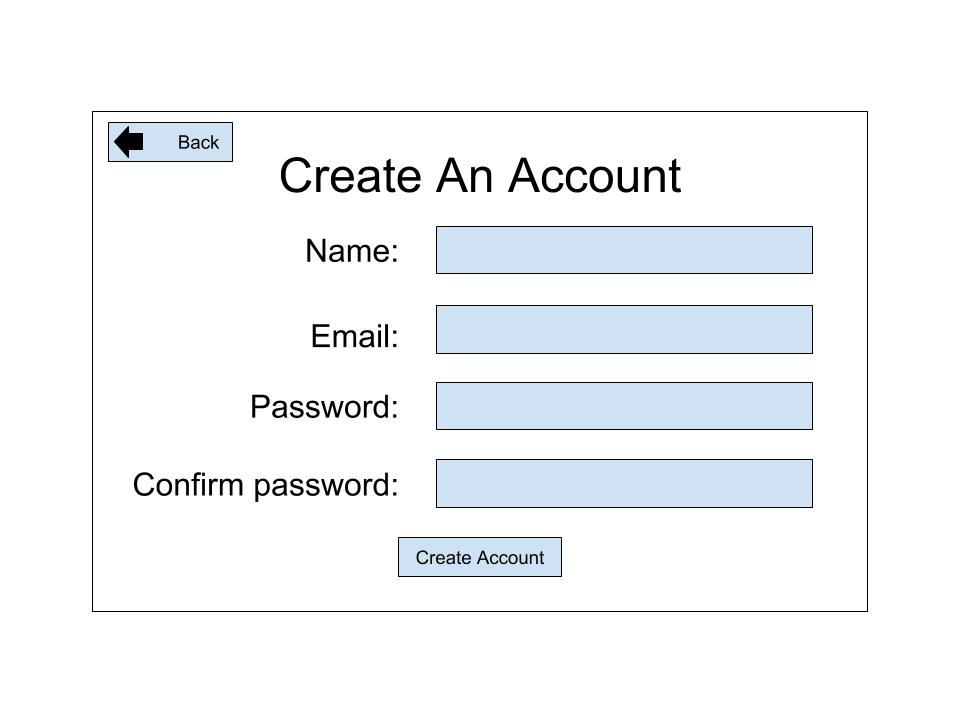 Back
Create An Account
Name:
Email:
Password:
Confirm password:
Create Account